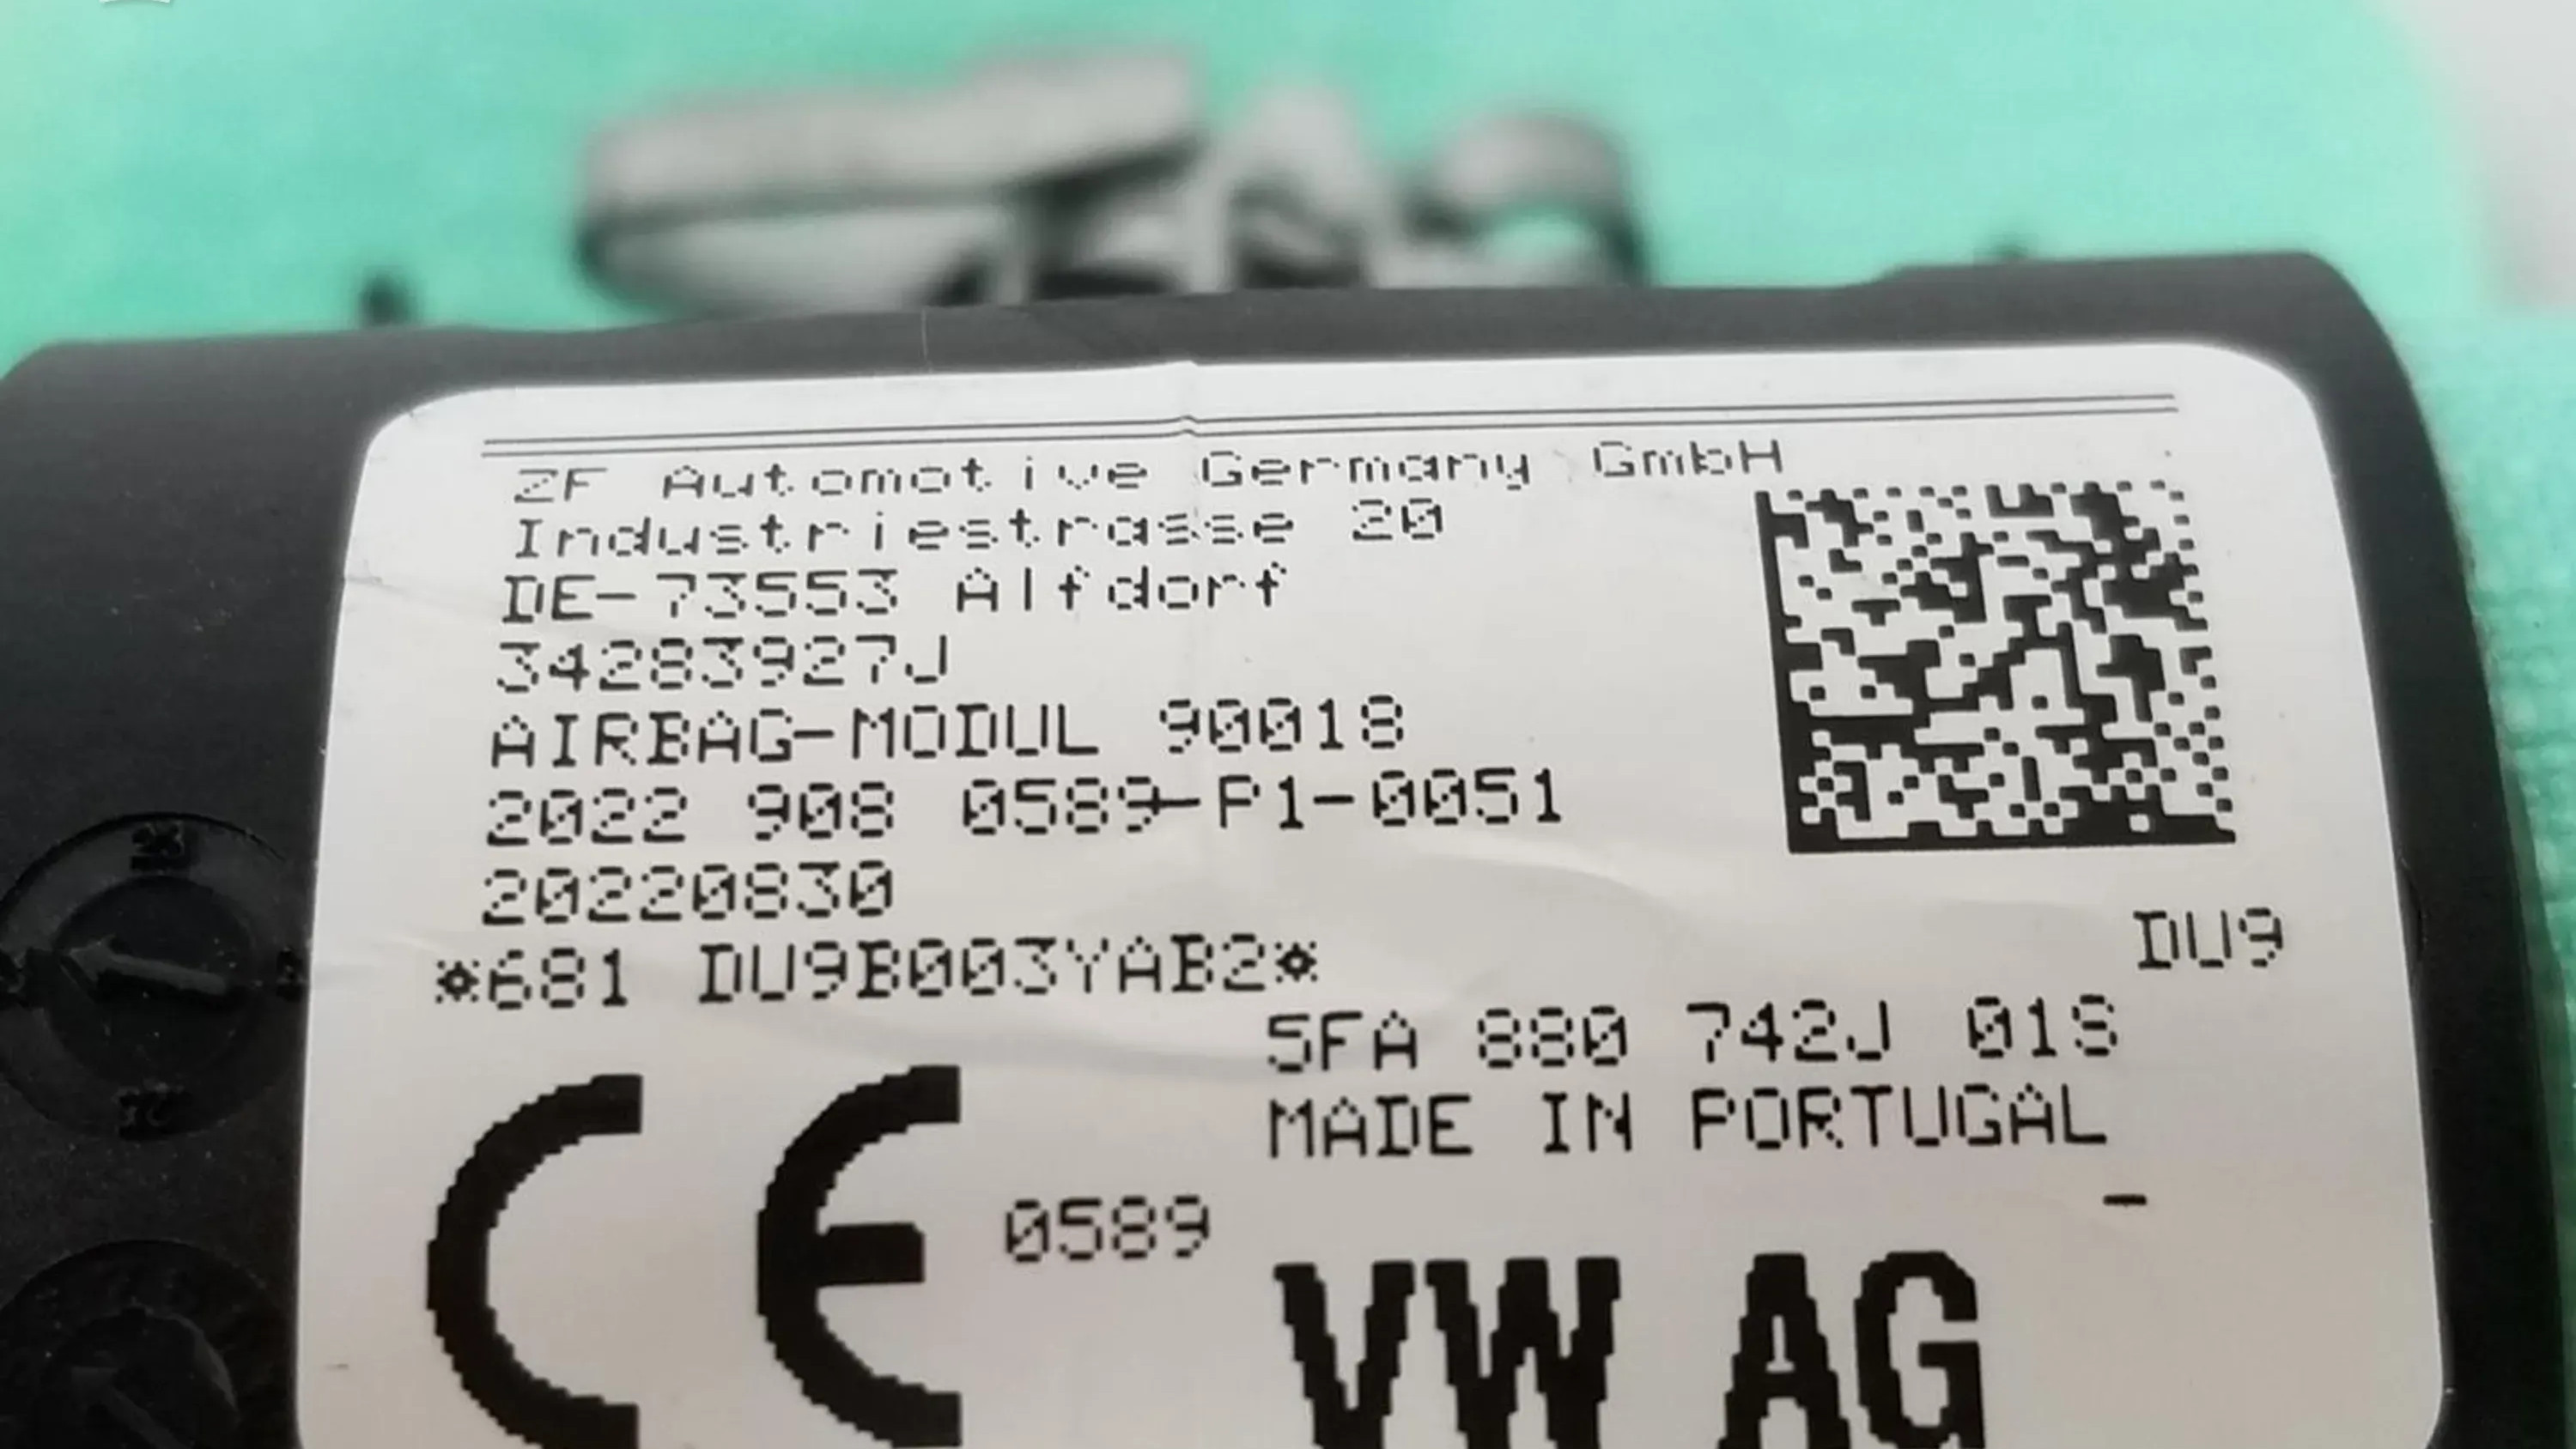 ZF Automotive Germany GmbH
Industriestrasse 20
DE-73553 Alfdorf
34283927J
AIRBAG-MODUL 90018
2022 908 0589-P1-0051
20220830
*681 DU9B003YAB2*
DU9
5FA 880 742J 01S
MADE IN PORTUGAL
-
CE 0589
VW AG